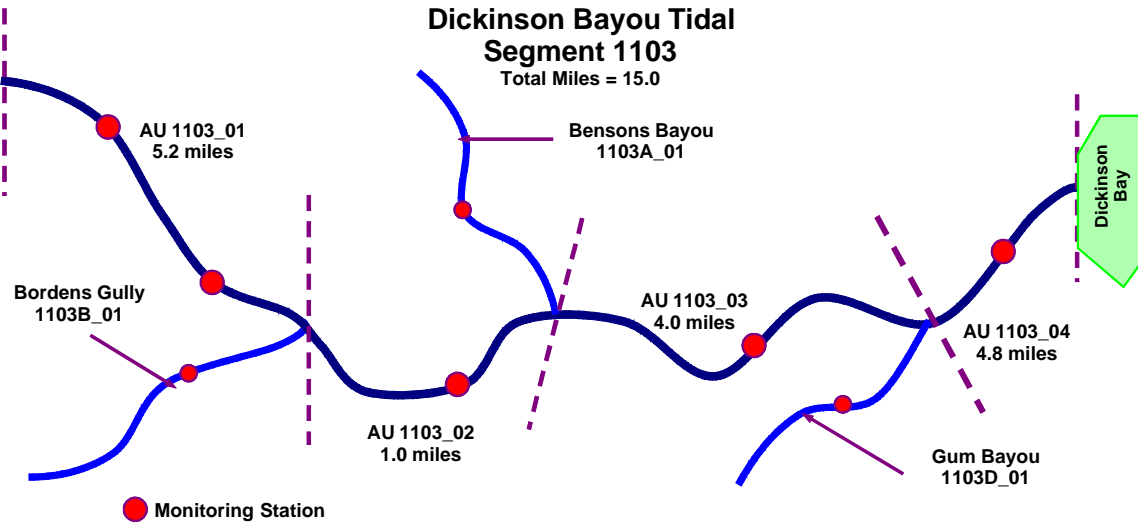 Dickinson Bayou Tidal
Segment 1103
Total Miles = 15.0
AU 1103_01
5.2 miles
Bensons Bayou
1103A_01
Dickinson
Bay
Bordens Gully
1103B_01
AU 1103_03
4.0 miles
AU 1103_04
4.8 miles
AU 1103_02
1.0 miles
Gum Bayou
1103D_01
Monitoring Station